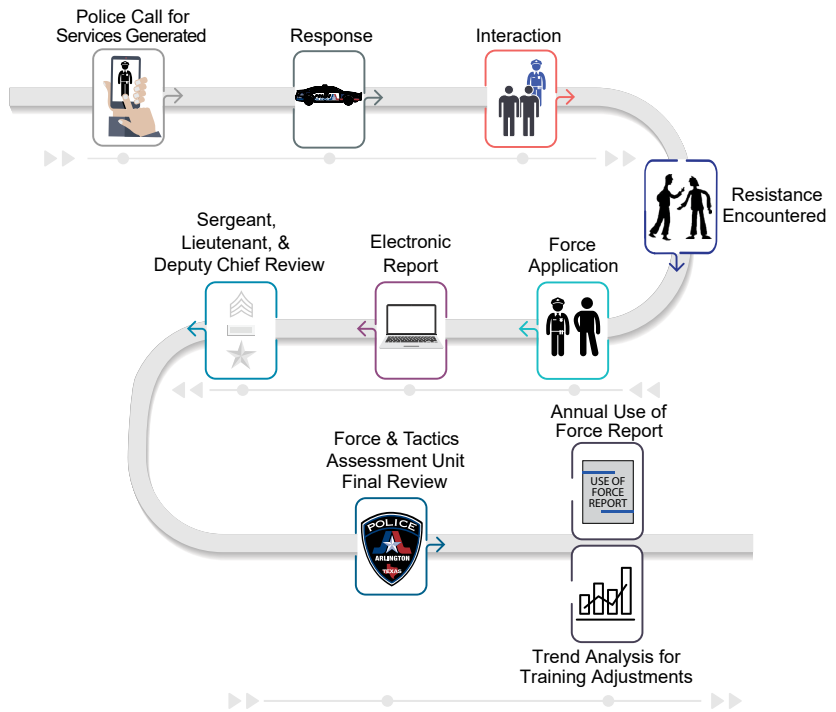 Police Call for
Services Generated
Response
Interaction
Resistance
Encountered
Sergeant,
Lieutenant, &
Deputy Chief Review
Electronic
Report
Force
Application
Force & Tactics
Assessment Unit
Final Review
POLICE
ARLINGTON
TEXAS
Annual Use of
Force Report
USE OF
FORCE
REPORT
Trend Analysis for
Training Adjustments